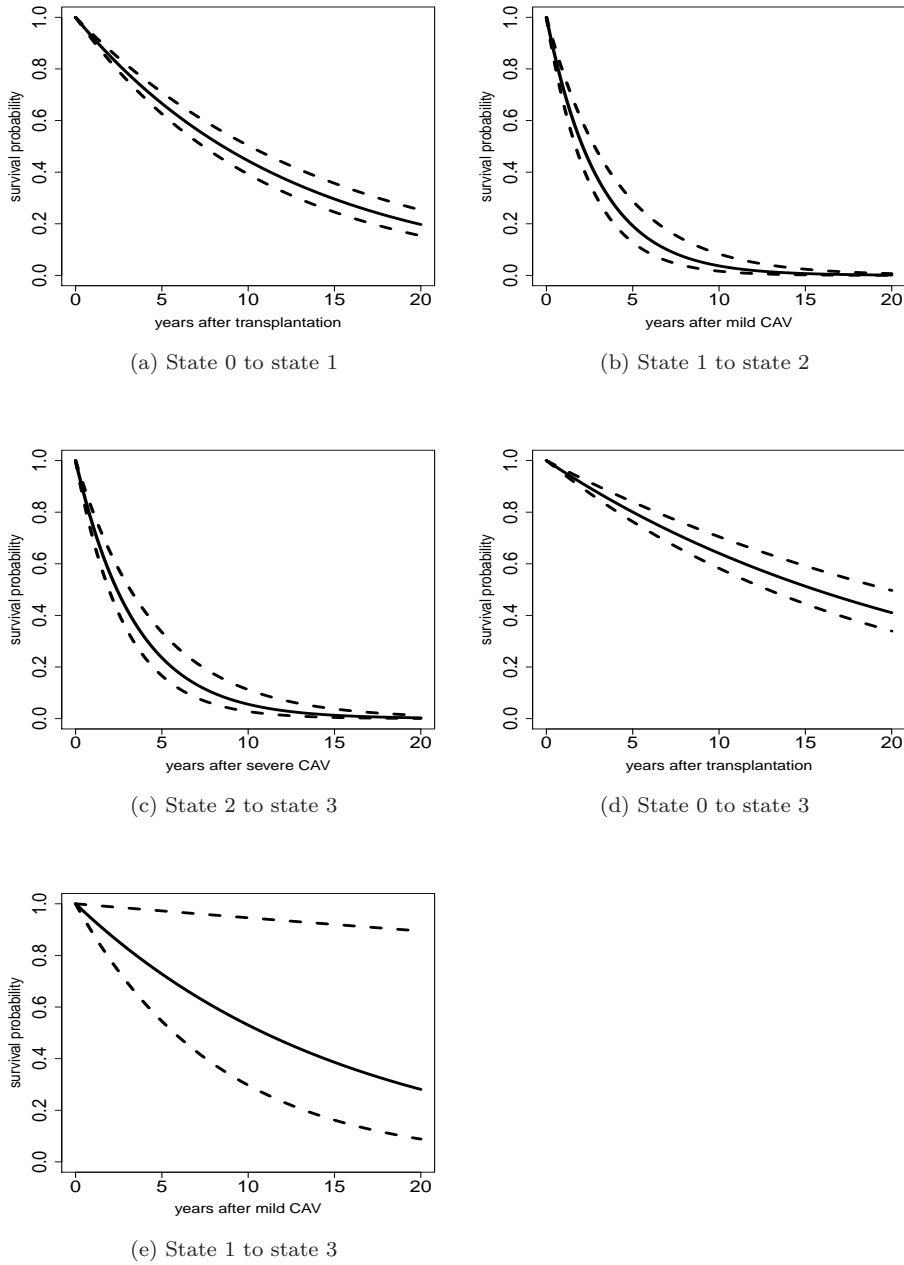 1.0
0.8
0.6
0.4
0.2
0.0
survival probability
0 5 10 15 20
years after transplantation
(a) State 0 to state 1
1.0
0.8
0.6
0.4
0.2
0.0
survival probability
0 5 10 15 20
years after mild CAV
(b) State 1 to state 2
1.0
0.8
0.6
0.4
0.2
0.0
survival probability
0 5 10 15 20
years after severe CAV
(c) State 2 to state 3
1.0
0.8
0.6
0.4
0.2
0.0
survival probability
0 5 10 15 20
years after transplantation
(d) State 0 to state 3
1.0
0.8
0.6
0.4
0.2
0.0
survival probability
0 5 10 15 20
years after mild CAV
(e) State 1 to state 3